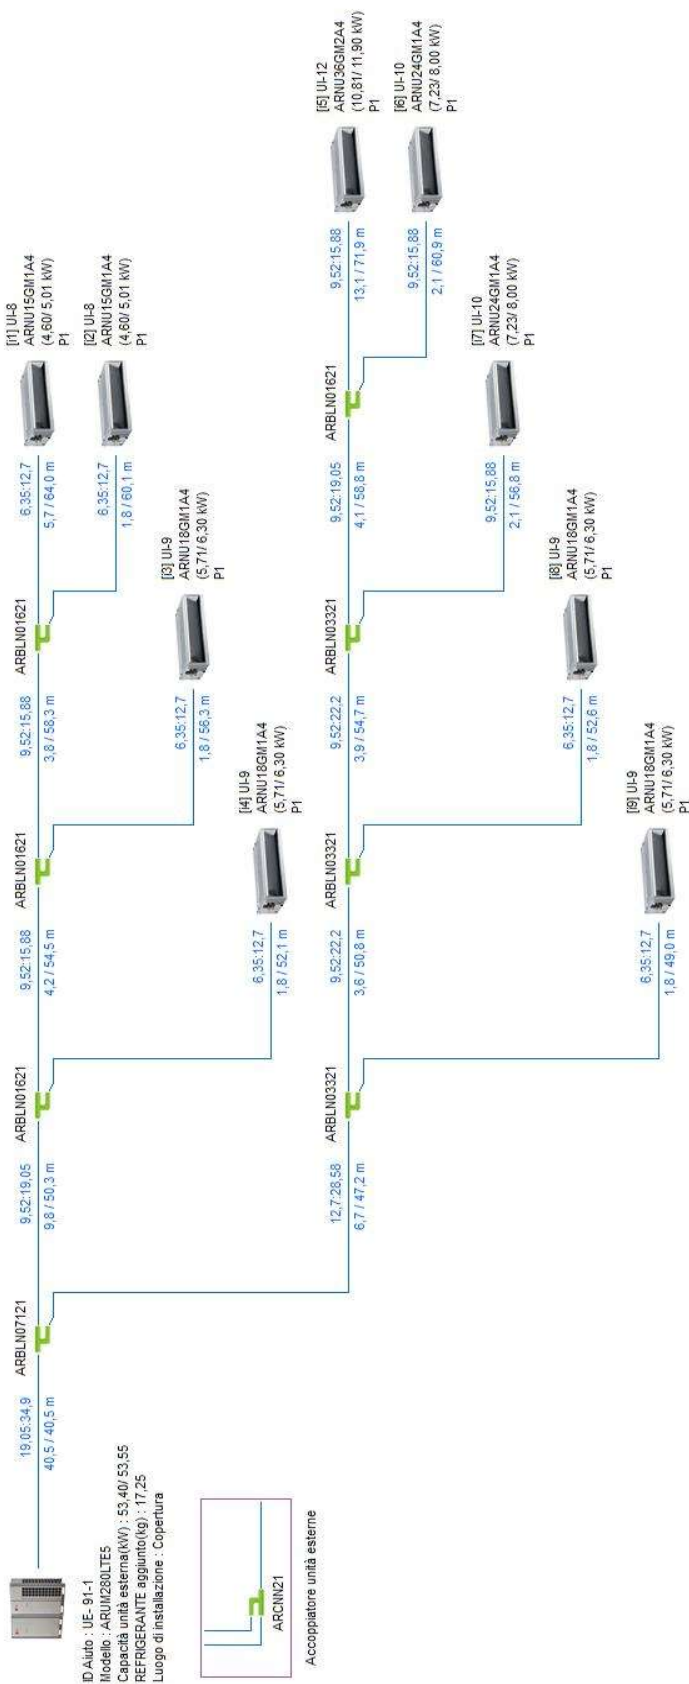 ID Aiuto : UE- 91-1
Modello : ARUM280LTE5
Capacità unità esterna(kW) : 53,40/ 53,55
REFRIGERANTE aggiunto(kg) : 17,25
Luogo di installazione : Copertura
19,05:34,9
40,5 / 40,5 m
ARBLN07121
9,52:19,05
9,8 / 50,3 m
ARBLN01621
9,52:15,88
4,2 / 54,5 m
ARBLN01621
9,52:15,88
3,8 / 58,3 m
ARBLN01621
6,35:12,7
5,7 / 64,0 m
[i1] UI-8
ARNU15GM1A4
(4,60/ 5,01 kW)
P1
6,35:12,7
1,8 / 60,1 m
[i2] UI-8
ARNU15GM1A4
(4,60/ 5,01 kW)
P1
6,35:12,7
1,8 / 56,3 m
[i3] UI-9
ARNU18GM1A4
(5,71/ 6,30 kW)
P1
6,35:12,7
1,8 / 52,1 m
[i4] UI-9
ARNU18GM1A4
(5,71/ 6,30 kW)
P1
12,7:28,58
6,7 / 47,2 m
ARBLN03321
9,52:22,2
3,6 / 50,8 m
ARBLN03321
9,52:22,2
3,9 / 54,7 m
ARBLN03321
9,52:19,05
4,1 / 58,8 m
ARBLN01621
9,52:15,88
13,1 / 71,9 m
[i5] UI-12
ARNU36GM2A4
(10,81/ 11,90 kW)
P1
9,52:15,88
2,1 / 60,9 m
[i6] UI-10
ARNU24GM1A4
(7,23/ 8,00 kW)
P1
9,52:15,88
2,1 / 56,8 m
[i7] UI-10
ARNU24GM1A4
(7,23/ 8,00 kW)
P1
6,35:12,7
1,8 / 52,6 m
[i8] UI-9
ARNU18GM1A4
(5,71/ 6,30 kW)
P1
6,35:12,7
1,8 / 49,0 m
[i9] UI-9
ARNU18GM1A4
(5,71/ 6,30 kW)
P1
ARCNN21
Accoppiatore unità esterne